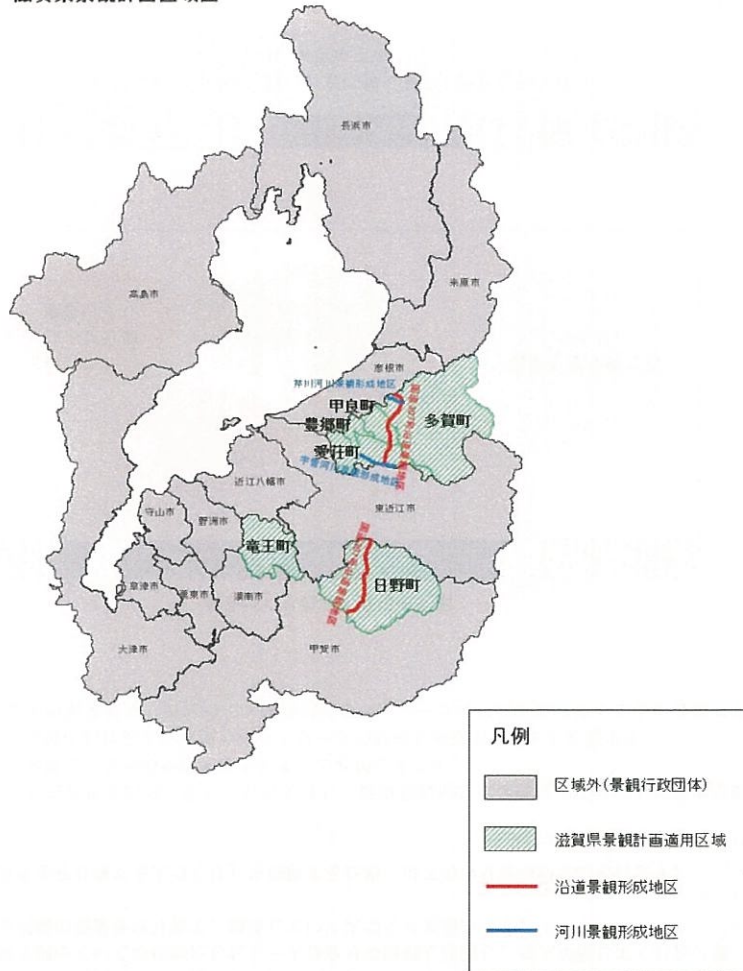 滋賀県景観計画区域図
長浜市
高島市
米原市
彦根市
芹川河川景観形成地区
甲良町
多賀町
豊郷町
愛荘町
宇曽川河川景観形成地区
近江八幡市
東近江市
守山市
野洲市
竜王町
日野町
草津市
栗東市
湖南市
大津市
甲賀市
凡例
区域外(景観行政団体)
滋賀県景観計画適用区域
沿道景観形成地区
河川景観形成地区